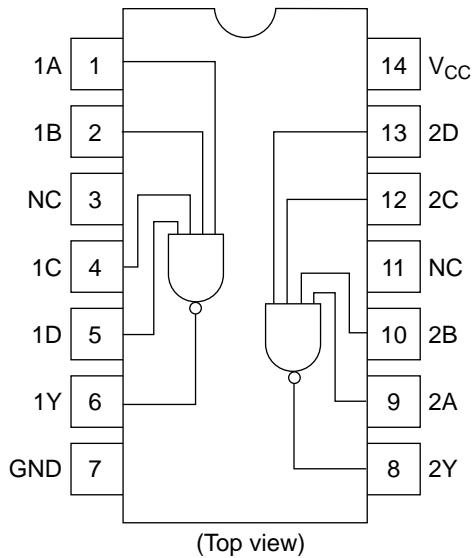 1A 1 14 VCC
1B 2 13 2D
NC 3 12 2C
1C 4 11 NC
1D 5 10 2B
1Y 6 9 2A
GND 7 8 2Y
(Top view)